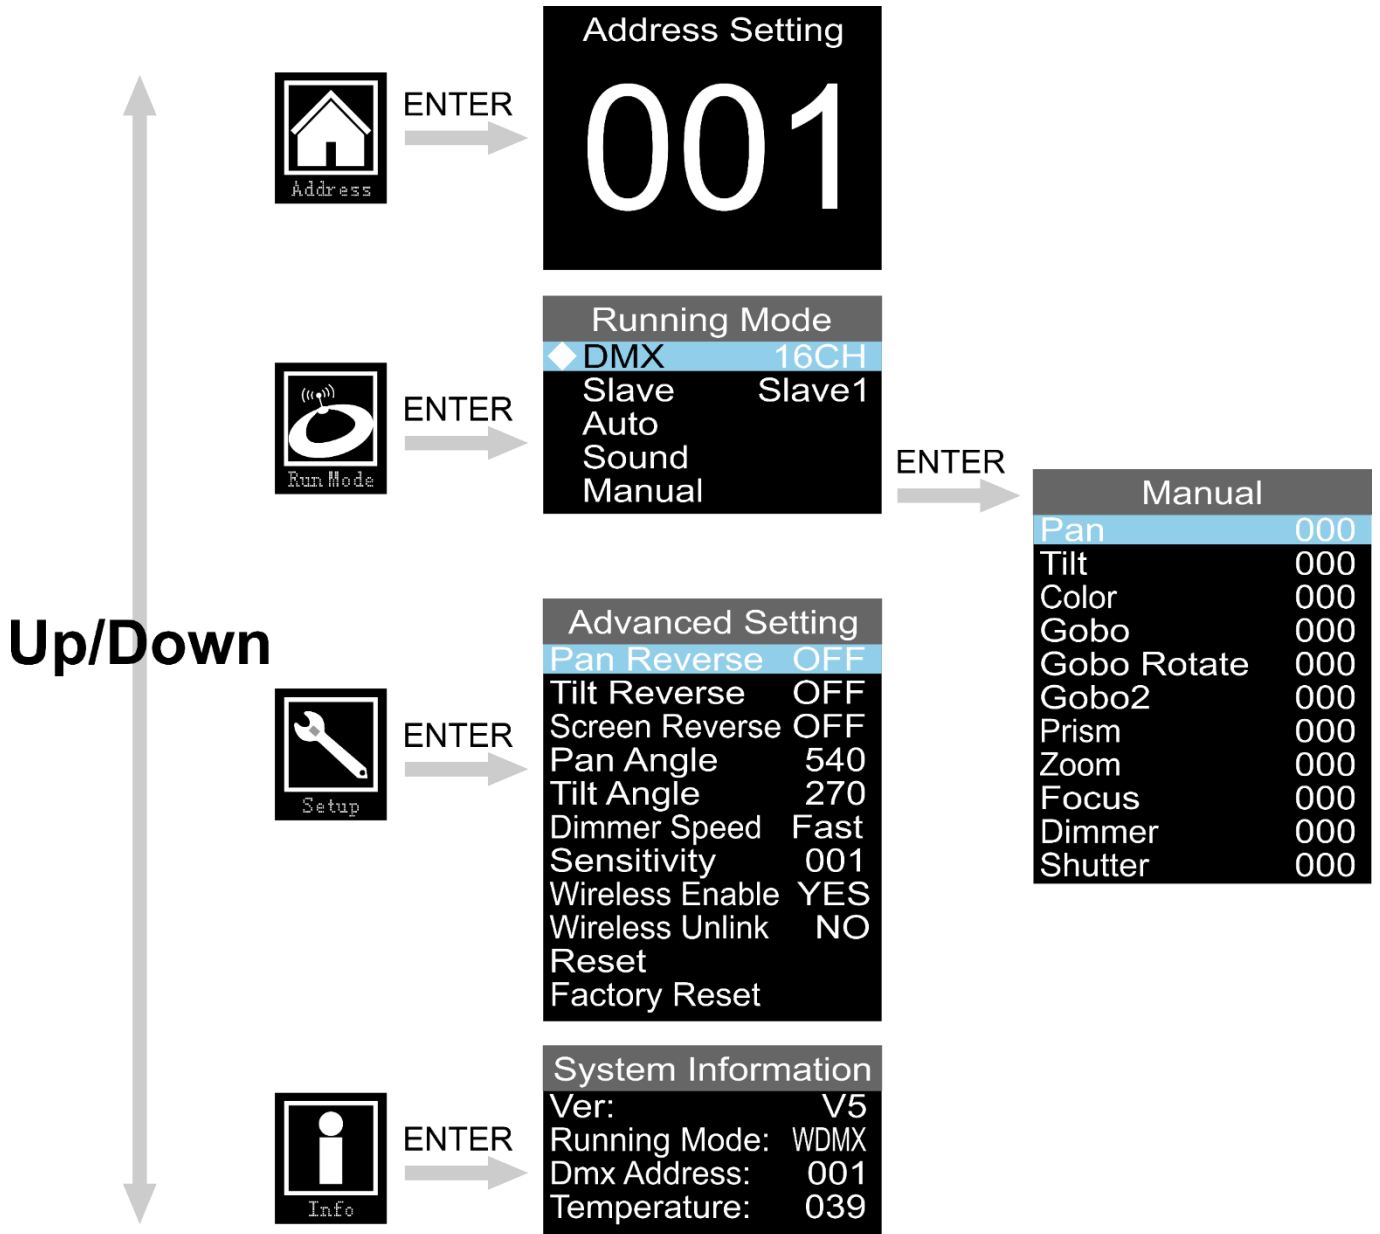 Up/Down
Address
ENTER
Address Setting
001
Run Mode
ENTER
Running Mode
DMX 16CH
Slave Slave1
Auto
Sound
Manual
ENTER
Manual
Pan 000
Tilt 000
Color 000
Gobo 000
Gobo Rotate 000
Gobo2 000
Prism 000
Zoom 000
Focus 000
Dimmer 000
Shutter 000
Setup
ENTER
Advanced Setting
Pan Reverse OFF
Tilt Reverse OFF
Screen Reverse OFF
Pan Angle 540
Tilt Angle 270
Dimmer Speed Fast
Sensitivity 001
Wireless Enable YES
Wireless Unlink NO
Reset
Factory Reset
Info
ENTER
System Information
Ver: V5
Running Mode: WDMX
Dmx Address: 001
Temperature: 039